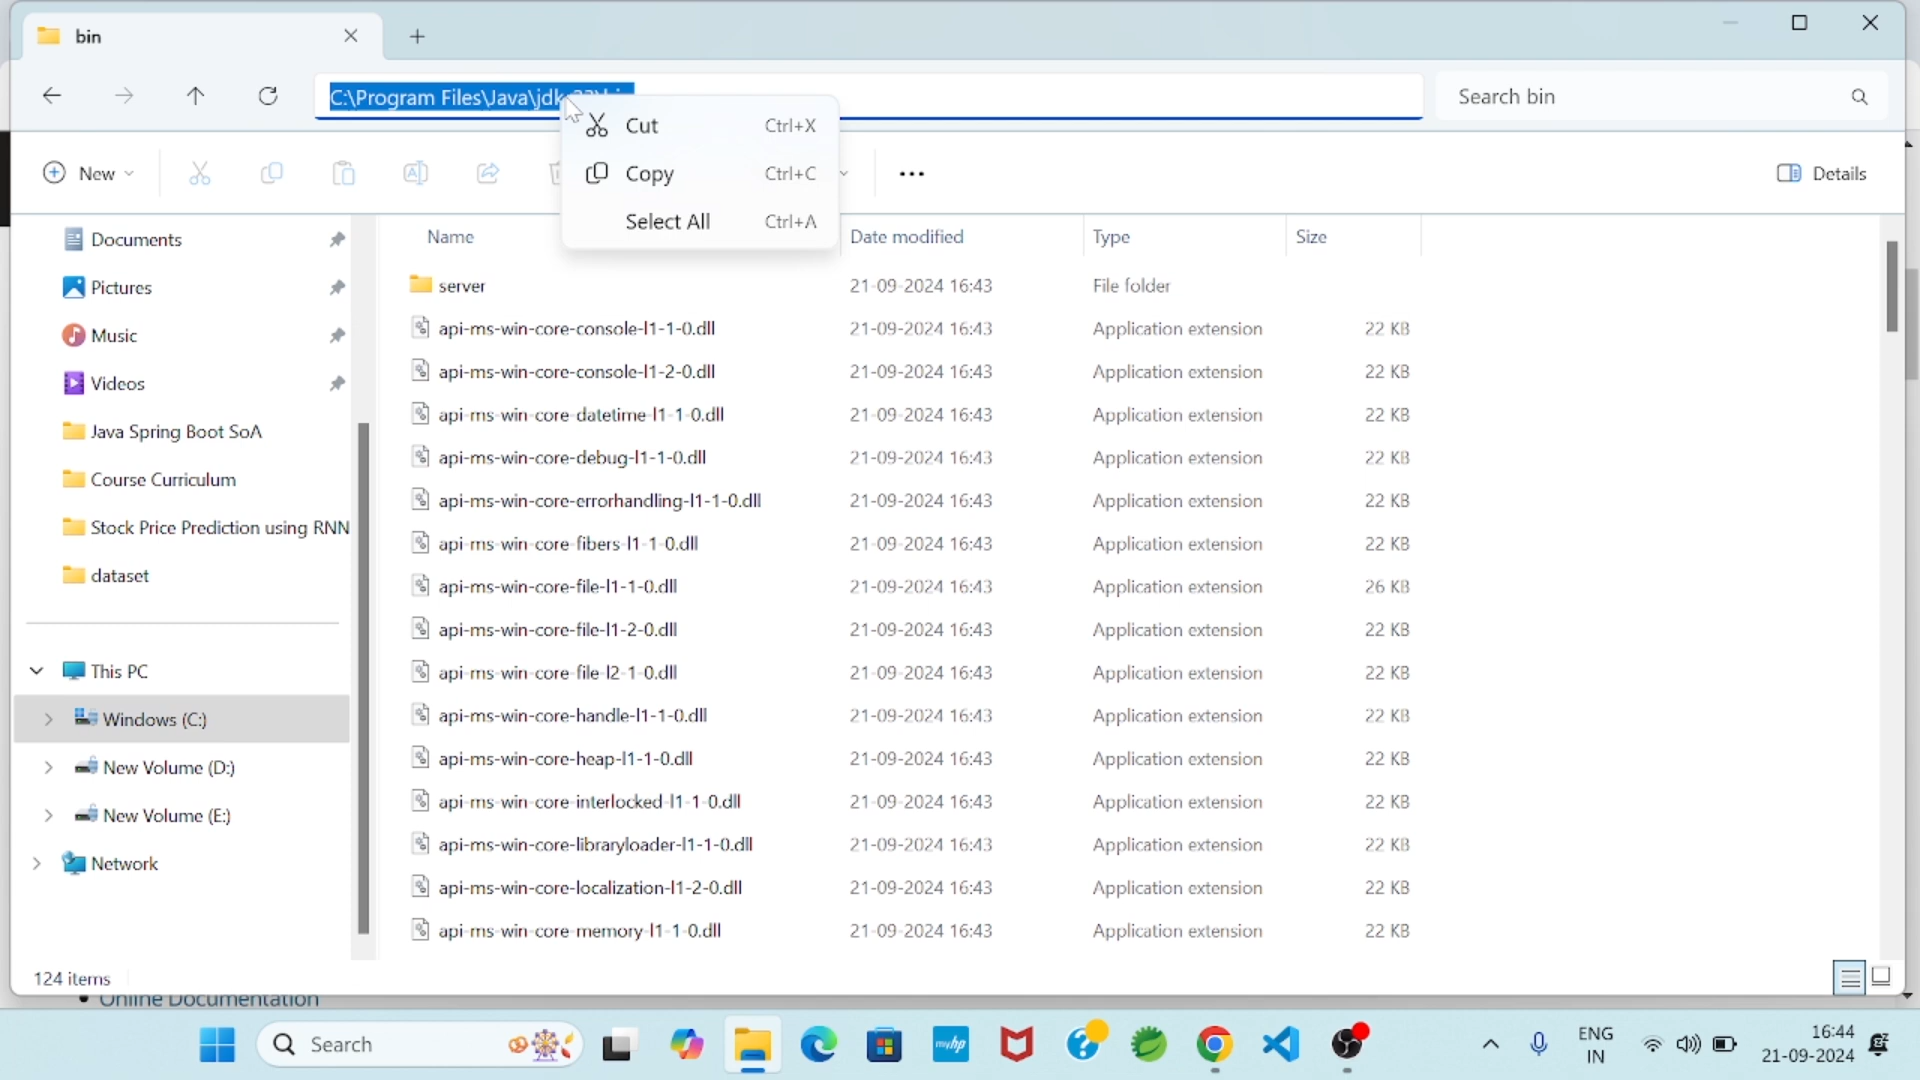 bin
C:\Program Files\Java\jdk
Search bin
New
Details
Cut Ctrl+X
Copy Ctrl+C
Select All Ctrl+A
Name Date modified Type Size
Documents
Pictures
Music
Videos
Java Spring Boot SoA
Course Curriculum
Stock Price Prediction using RNN
dataset
This PC
Windows (C:)
New Volume (D:)
New Volume (E:)
Network
server 21-09-2024 16:43 File folder
api-ms-win-core-console-l1-1-0.dll 21-09-2024 16:43 Application extension 22 KB
api-ms-win-core-console-l1-2-0.dll 21-09-2024 16:43 Application extension 22 KB
api-ms-win-core-datetime-l1-1-0.dll 21-09-2024 16:43 Application extension 22 KB
api-ms-win-core-debug-l1-1-0.dll 21-09-2024 16:43 Application extension 22 KB
api-ms-win-core-errorhandling-l1-1-0.dll 21-09-2024 16:43 Application extension 22 KB
api-ms-win-core-fibers-l1-1-0.dll 21-09-2024 16:43 Application extension 22 KB
api-ms-win-core-file-l1-1-0.dll 21-09-2024 16:43 Application extension 26 KB
api-ms-win-core-file-l1-2-0.dll 21-09-2024 16:43 Application extension 22 KB
api-ms-win-core-file-l2-1-0.dll 21-09-2024 16:43 Application extension 22 KB
api-ms-win-core-handle-l1-1-0.dll 21-09-2024 16:43 Application extension 22 KB
api-ms-win-core-heap-l1-1-0.dll 21-09-2024 16:43 Application extension 22 KB
api-ms-win-core-interlocked-l1-1-0.dll 21-09-2024 16:43 Application extension 22 KB
api-ms-win-core-libraryloader-l1-1-0.dll 21-09-2024 16:43 Application extension 22 KB
api-ms-win-core-localization-l1-2-0.dll 21-09-2024 16:43 Application extension 22 KB
api-ms-win-core-memory-l1-1-0.dll 21-09-2024 16:43 Application extension 22 KB
124 items
Online Documentation
Search
myhp
ENG
IN
16:44
21-09-2024